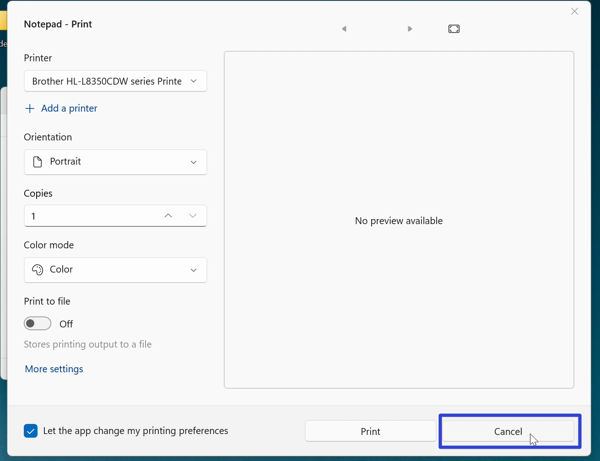 Notepad - Print
Printer
Brother HL-L8350CDW series Printe
Add a printer
Orientation
Portrait
Copies
1
Color mode
Color
Print to file
Off
Stores printing output to a file
More settings
No preview available
Let the app change my printing preferences
Print
Cancel